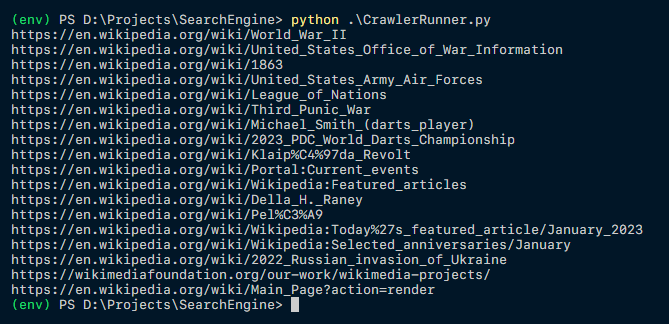 (env) PS D:\Projects\SearchEngine> python .\CrawlerRunner.py
https://en.wikipedia.org/wiki/World_War_II
https://en.wikipedia.org/wiki/United_States_Office_of_War_Information
https://en.wikipedia.org/wiki/1863
https://en.wikipedia.org/wiki/United_States_Army_Air_Forces
https://en.wikipedia.org/wiki/League_of_Nations
https://en.wikipedia.org/wiki/Third_Punic_War
https://en.wikipedia.org/wiki/Michael_Smith_(darts_player)
https://en.wikipedia.org/wiki/2023_PDC_World_Darts_Championship
https://en.wikipedia.org/wiki/Klaip%C4%97da_Revolt
https://en.wikipedia.org/wiki/Portal:Current_events
https://en.wikipedia.org/wiki/Wikipedia:Featured_articles
https://en.wikipedia.org/wiki/Della_H._Raney
https://en.wikipedia.org/wiki/Pel%C3%A9
https://en.wikipedia.org/wiki/Wikipedia:Today%27s_featured_article/January_2023
https://en.wikipedia.org/wiki/Wikipedia:Selected_anniversaries/January
https://en.wikipedia.org/wiki/2022_Russian_invasion_of_Ukraine
https://wikimediafoundation.org/our-work/wikimedia-projects/
https://en.wikipedia.org/wiki/Main_Page?action=render
(env) PS D:\Projects\SearchEngine>